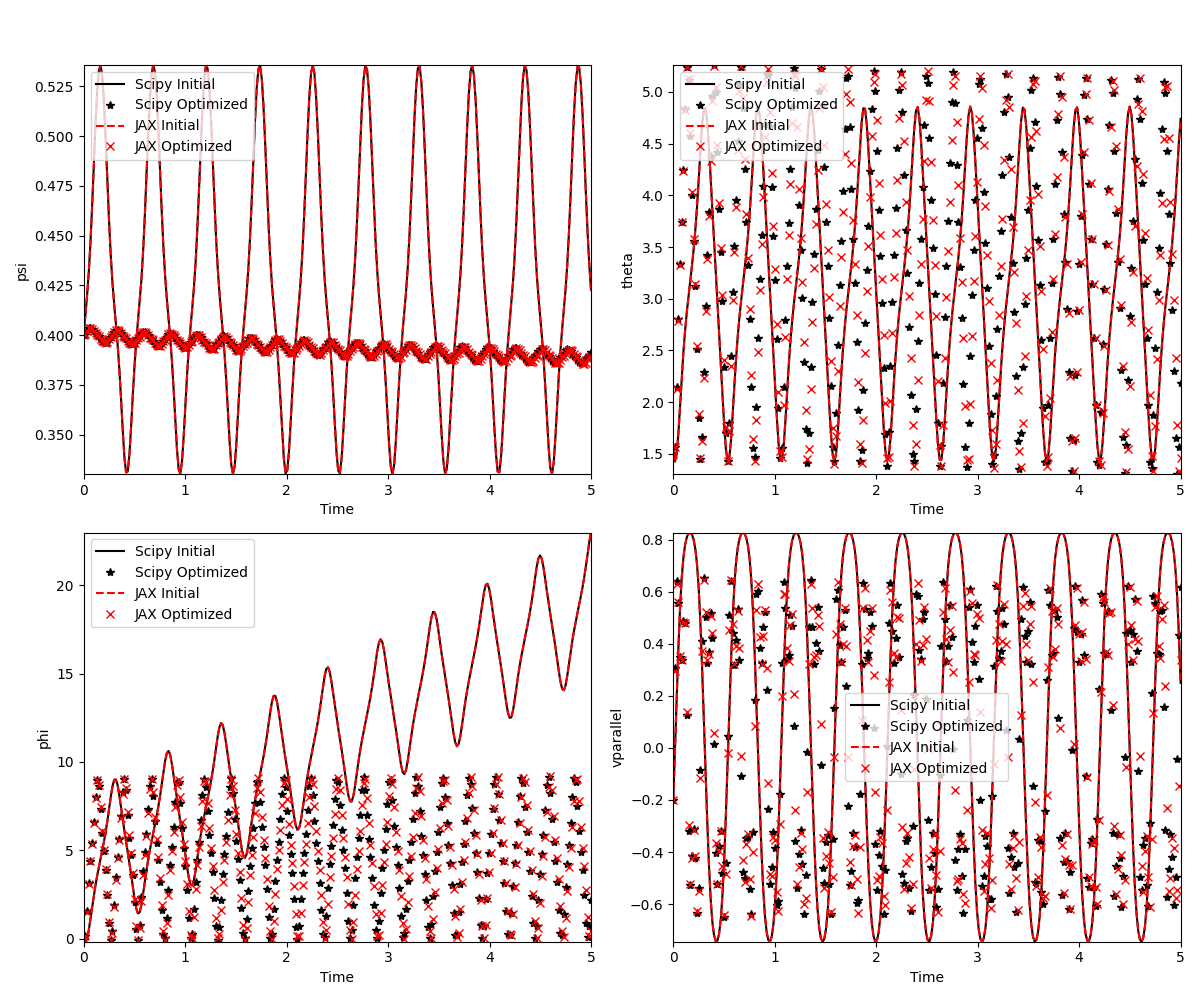 Scipy Initial
Scipy Optimized
JAX Initial
JAX Optimized
0.525
0.500
0.475
0.450
0.425
0.400
0.375
0.350
psi
0 1 2 3 4 5
Time
Scipy Initial
Scipy Optimized
JAX Initial
JAX Optimized
5.0
4.5
4.0
3.5
3.0
2.5
2.0
1.5
theta
0 1 2 3 4 5
Time
Scipy Initial
Scipy Optimized
JAX Initial
JAX Optimized
20
15
10
5
0
phi
0 1 2 3 4 5
Time
Scipy Initial
Scipy Optimized
JAX Initial
JAX Optimized
0.8
0.6
0.4
0.2
0.0
−0.2
−0.4
−0.6
vparallel
0 1 2 3 4 5
Time